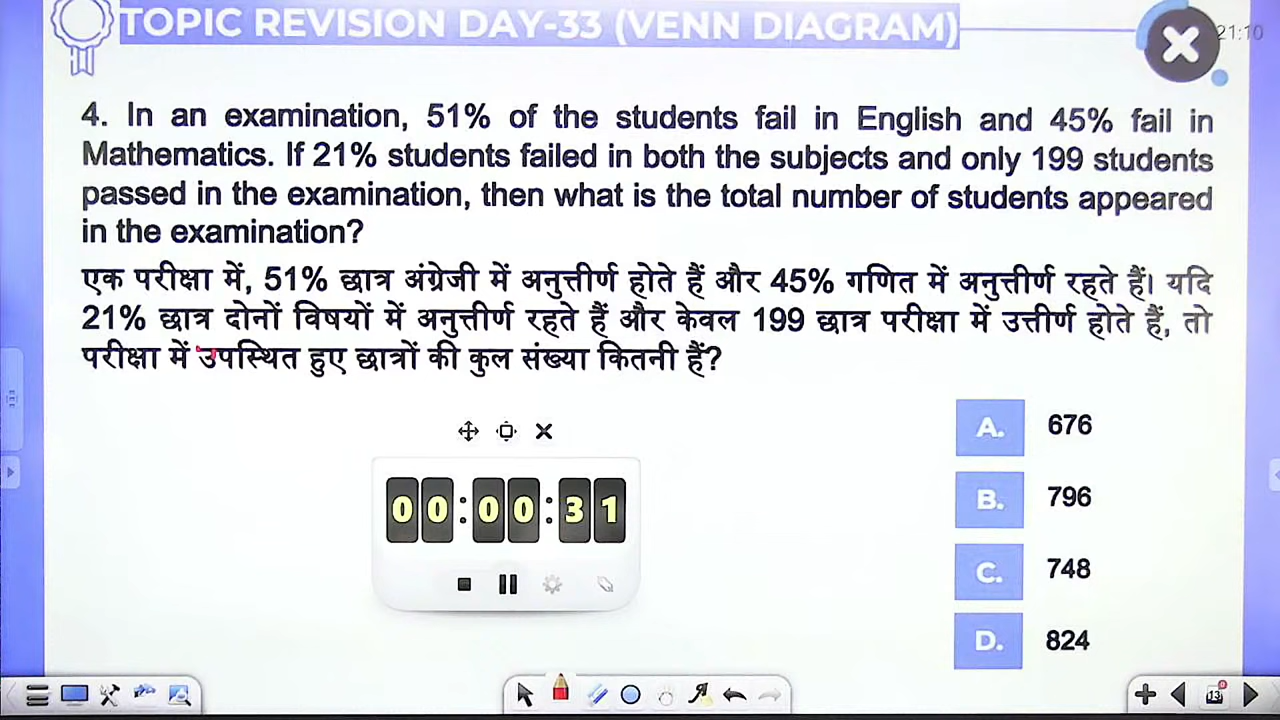 TOPIC REVISION DAY-33 (VENN DIAGRAM)
21:10
4. In an examination, 51% of the students fail in English and 45% fail in
Mathematics. If 21% students failed in both the subjects and only 199 students
passed in the examination, then what is the total number of students appeared
in the examination?
एक परीक्षा में, 51% छात्र अंग्रेजी में अनुत्तीर्ण होते हैं और 45% गणित में अनुत्तीर्ण रहते हैं। यदि
21% छात्र दोनों विषयों में अनुत्तीर्ण रहते हैं और केवल 199 छात्र परीक्षा में उत्तीर्ण होते हैं, तो
परीक्षा में उपस्थित हुए छात्रों की कुल संख्या कितनी हैं?
A. 676
B. 796
C. 748
D. 824
00:00:31
13